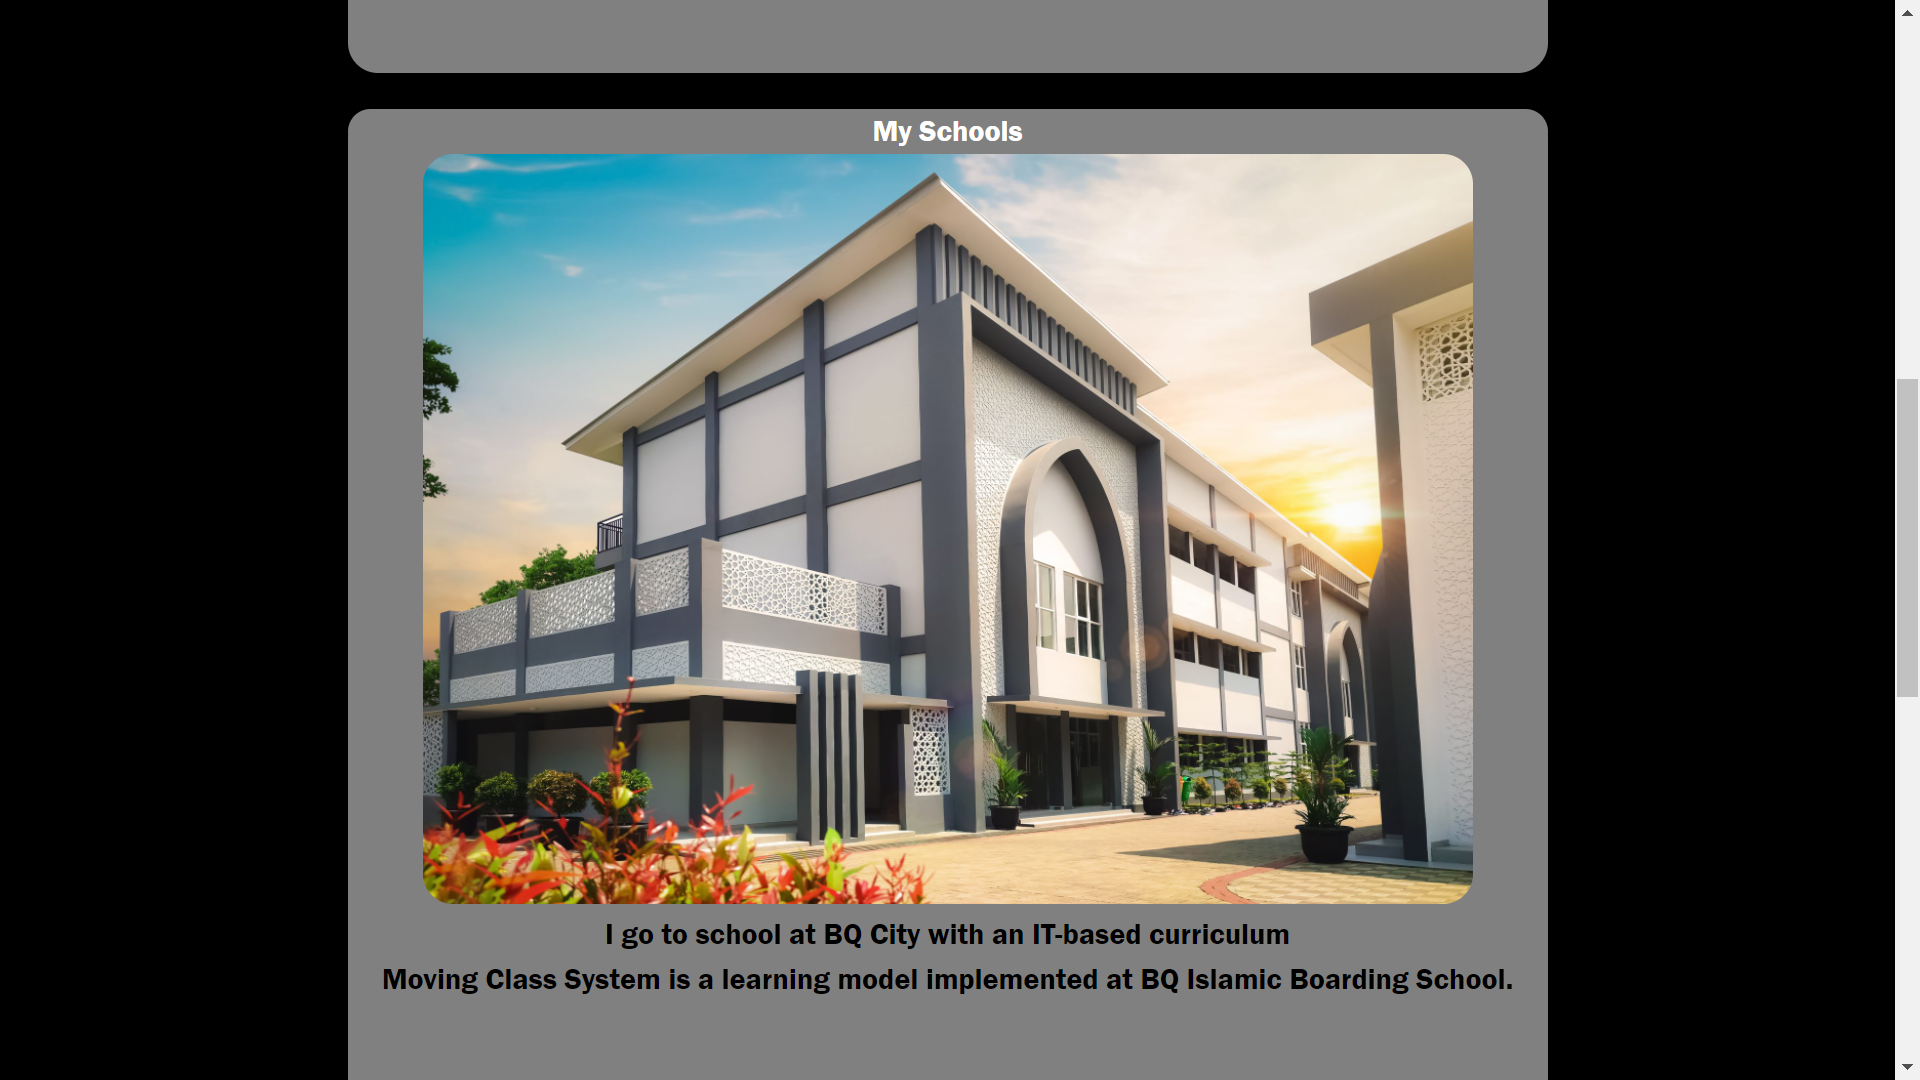 My Schools
I go to school at BQ City with an IT-based curriculum
Moving Class System is a learning model implemented at BQ Islamic Boarding School.